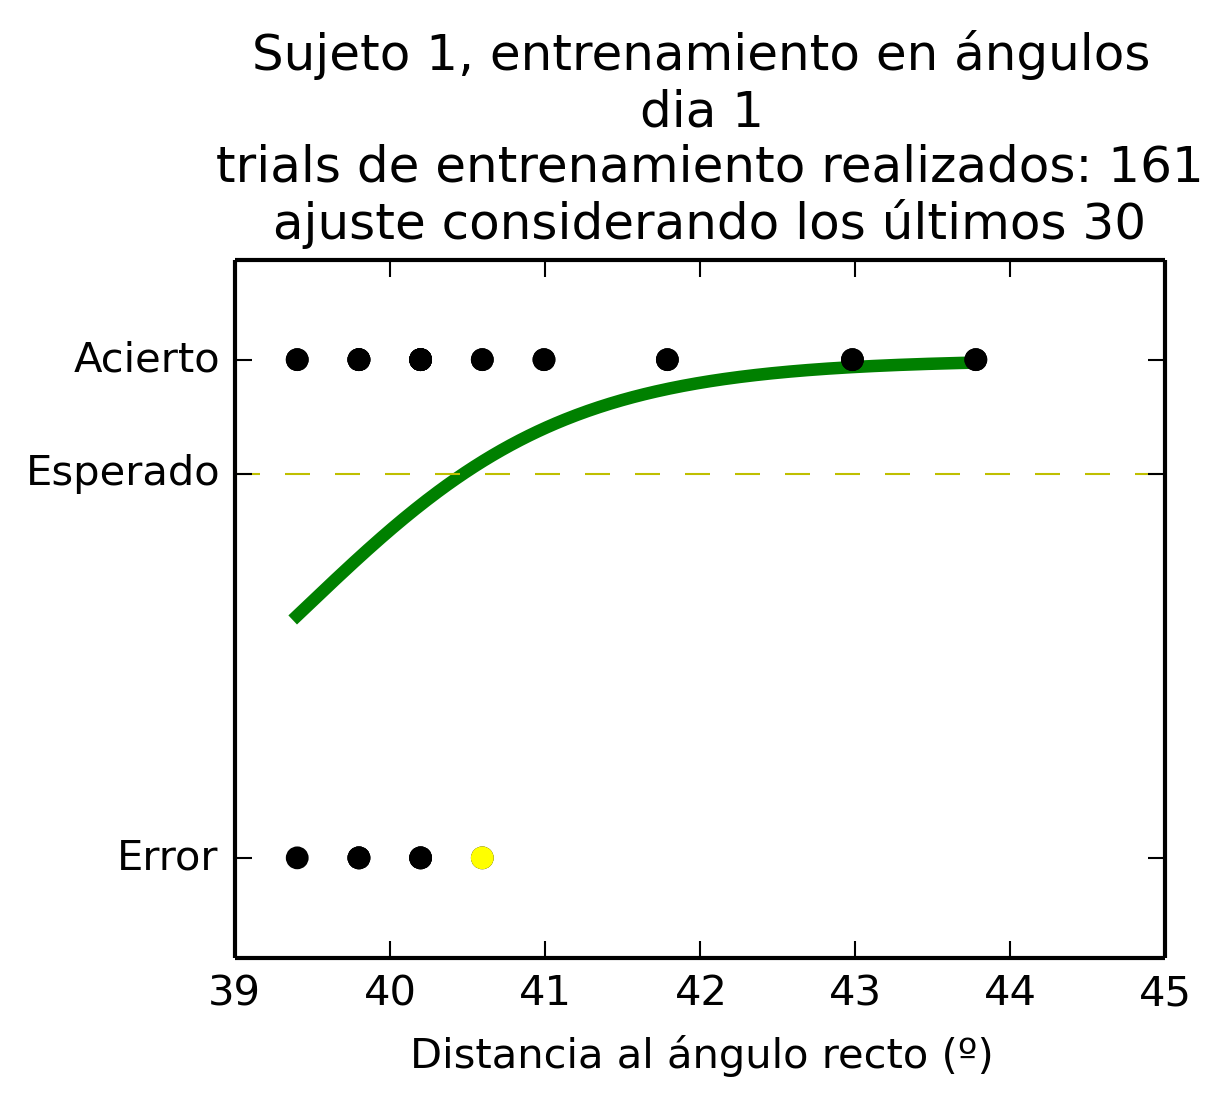 Sujeto 1, entrenamiento en ángulos
dia 1
trials de entrenamiento realizados: 161
ajuste considerando los últimos 30
Acierto
Esperado
Error
39 40 41 42 43 44 45
Distancia al ángulo recto (º)